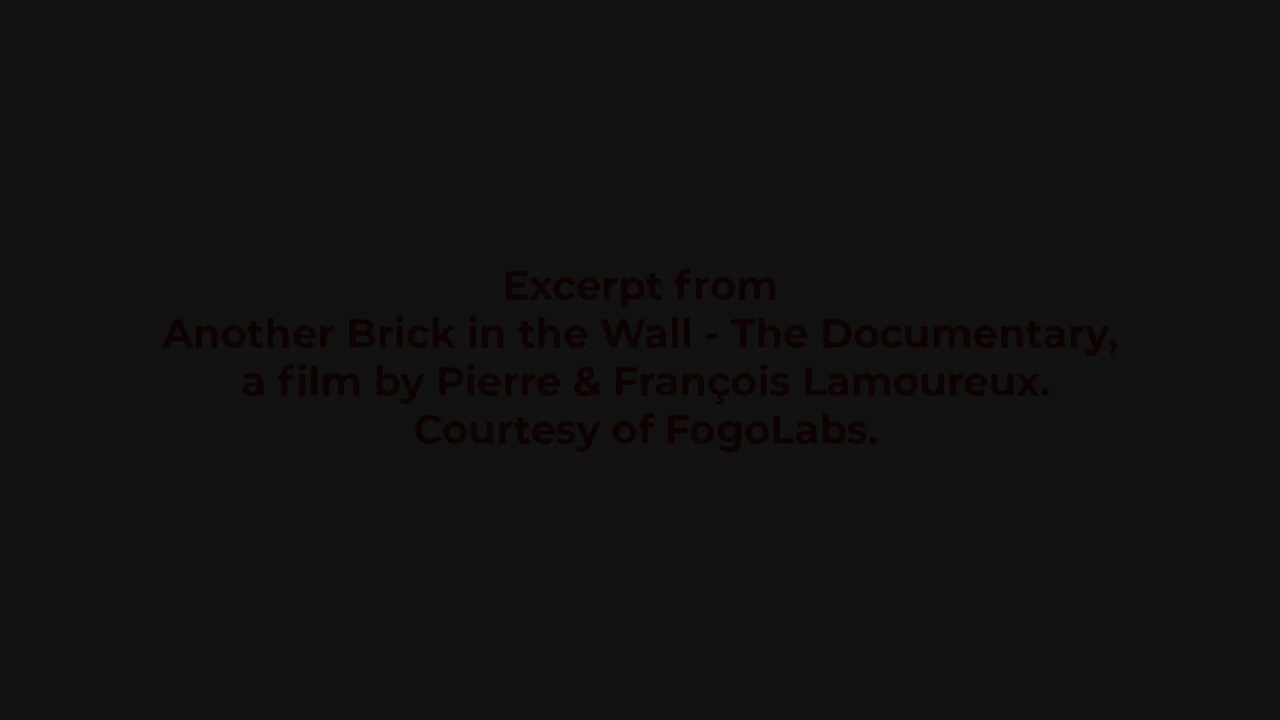 Excerpt from
Another Brick in the Wall - The Documentary,
a film by Pierre & François Lamoureux.
Courtesy of FogoLabs.